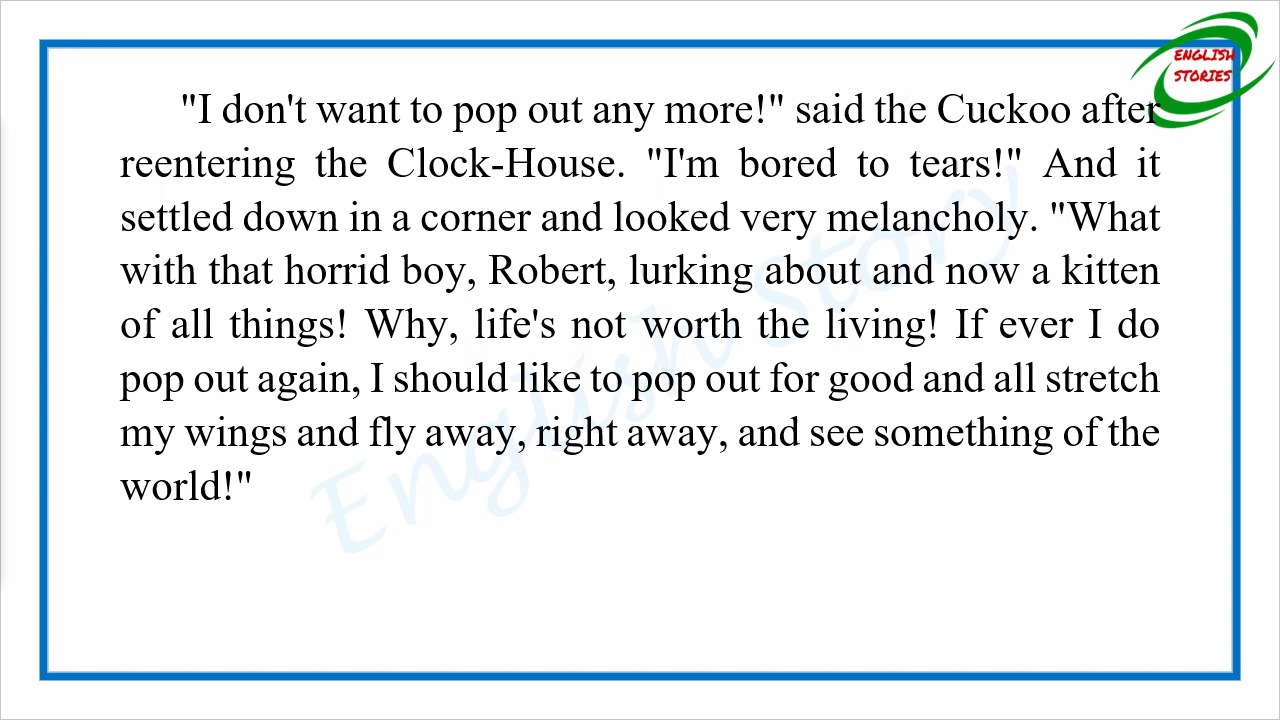 ENGLISH
STORIES
"I don't want to pop out any more!" said the Cuckoo after
reentering the Clock-House. "I'm bored to tears!" And it
settled down in a corner and looked very melancholy. "What
with that horrid boy, Robert, lurking about and now a kitten
of all things! Why, life's not worth the living! If ever I do
pop out again, I should like to pop out for good and all stretch
my wings and fly away, right away, and see something of the
world!"
English Story